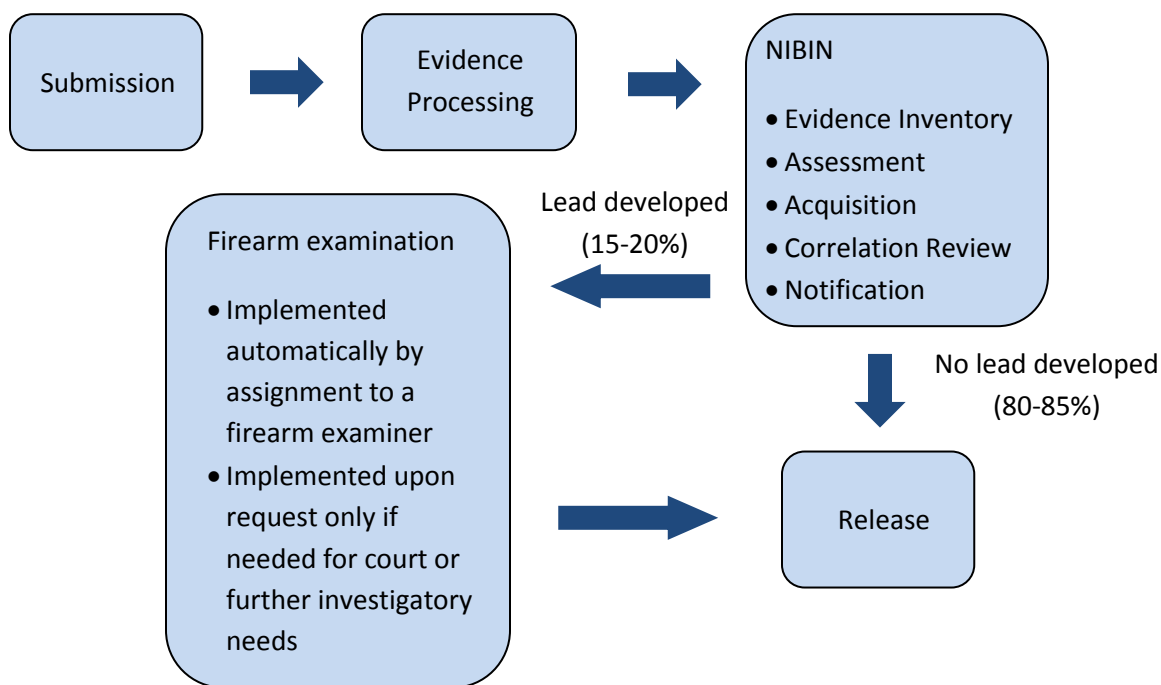 Submission
Evidence
Processing
NIBIN
• Evidence Inventory
• Assessment
• Acquisition
• Correlation Review
• Notification
Lead developed
(15-20%)
Firearm examination
• Implemented
automatically by
assignment to a
firearm examiner
• Implemented upon
request only if
needed for court or
further investigatory
needs
No lead developed
(80-85%)
Release